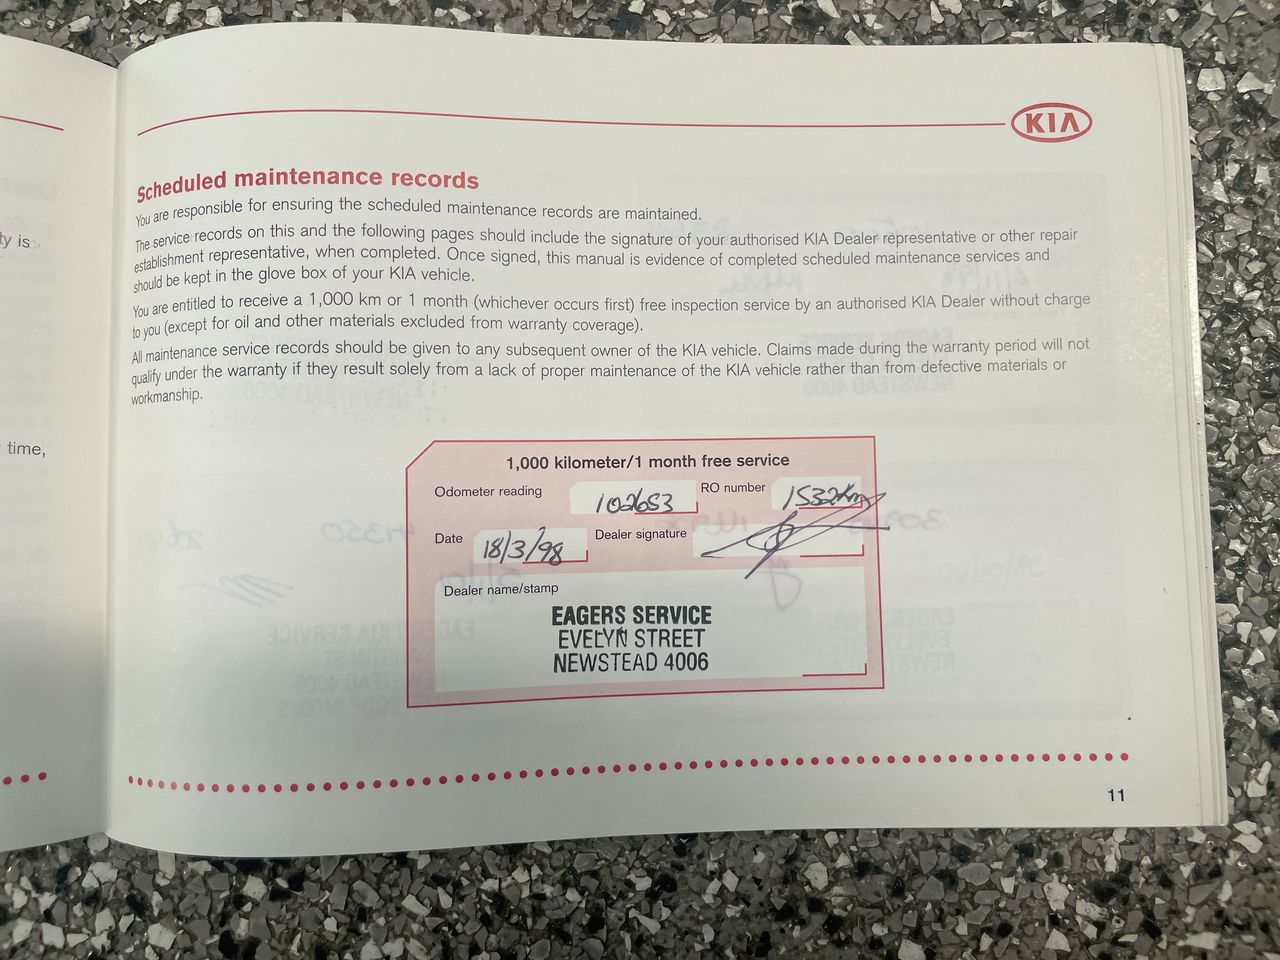 ty is
time,
KIA
Scheduled maintenance records
You are responsible for ensuring the scheduled maintenance records are maintained.
The service records on this and the following pages should include the signature of your authorised KIA Dealer representative or other repair
establishment representative, when completed. Once signed, this manual is evidence of completed scheduled maintenance services and
should be kept in the glove box of your KIA vehicle.
You are entitled to receive a 1,000 km or 1 month (whichever occurs first) free inspection service by an authorised KIA Dealer without charge
to you (except for oil and other materials excluded from warranty coverage).
All maintenance service records should be given to any subsequent owner of the KIA vehicle. Claims made during the warranty period will not
qualify under the warranty if they result solely from a lack of proper maintenance of the KIA vehicle rather than from defective materials or
workmanship.
1,000 kilometer/1 month free service
Odometer reading 102653 RO number 1532km
Date 18/3/98 Dealer signature
Dealer name/stamp
EAGERS SERVICE
EVELYN STREET
NEWSTEAD 4006
11